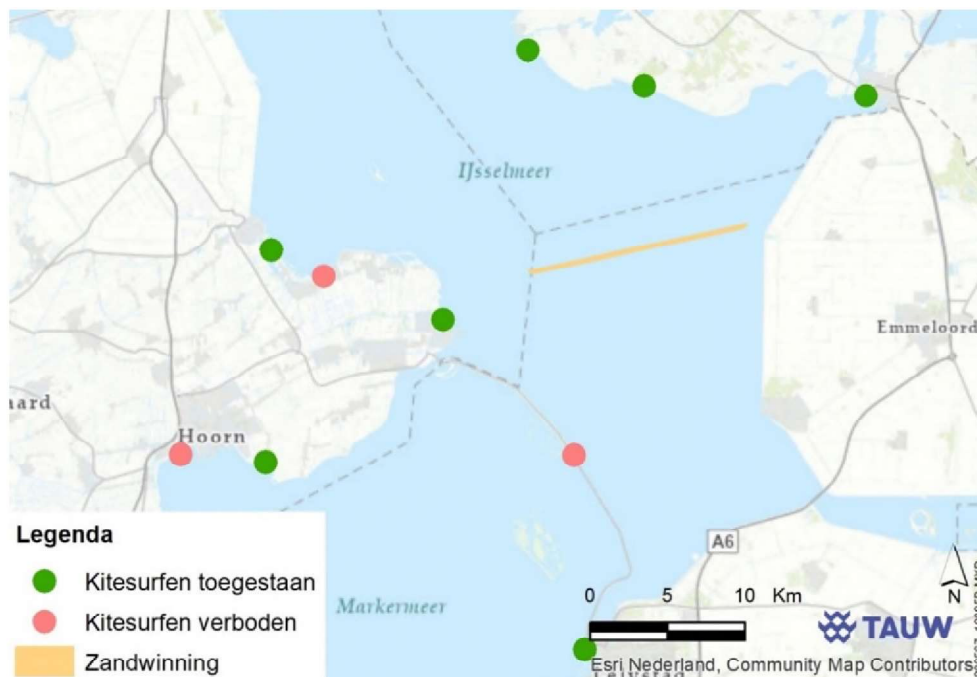 IJsselmeer
Emmeloord
aard
Hoorn
A6
Markermeer
Legenda
Kitesurfen toegestaan
Kitesurfen verboden
Zandwinning
0 5 10 Km
N
TAUW
Esri Nederland, Community Map Contributors